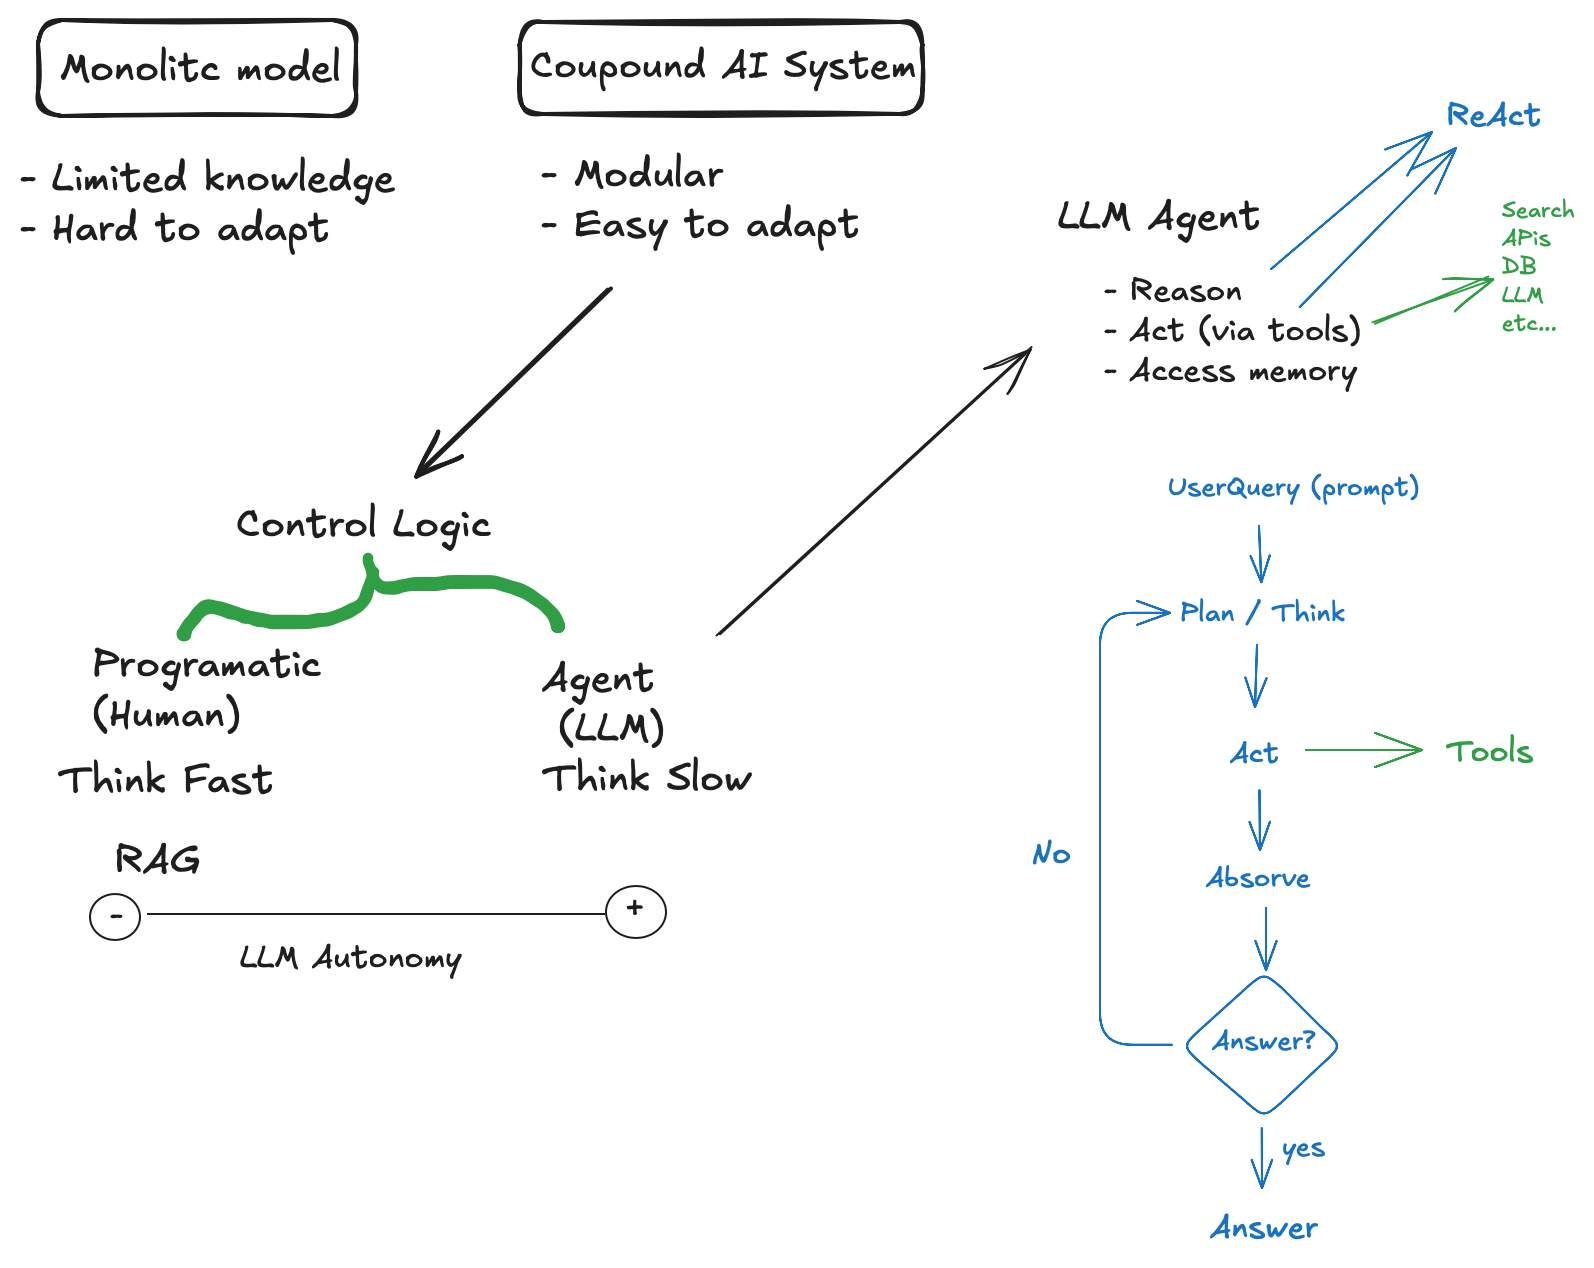 Monolitc model
- Limited knowledge
- Hard to adapt
Coupound AI System
- Modular
- Easy to adapt
Control Logic
Programatic
(Human)
Think Fast
Agent
(LLM)
Think Slow
RAG
-
+
LLM Autonomy
ReAct
LLM Agent
- Reason
- Act (via tools)
- Access memory
Search
APis
DB
LLM
etc...
UserQuery (prompt)
Plan / Think
Act
Tools
Absorve
No
Answer?
yes
Answer